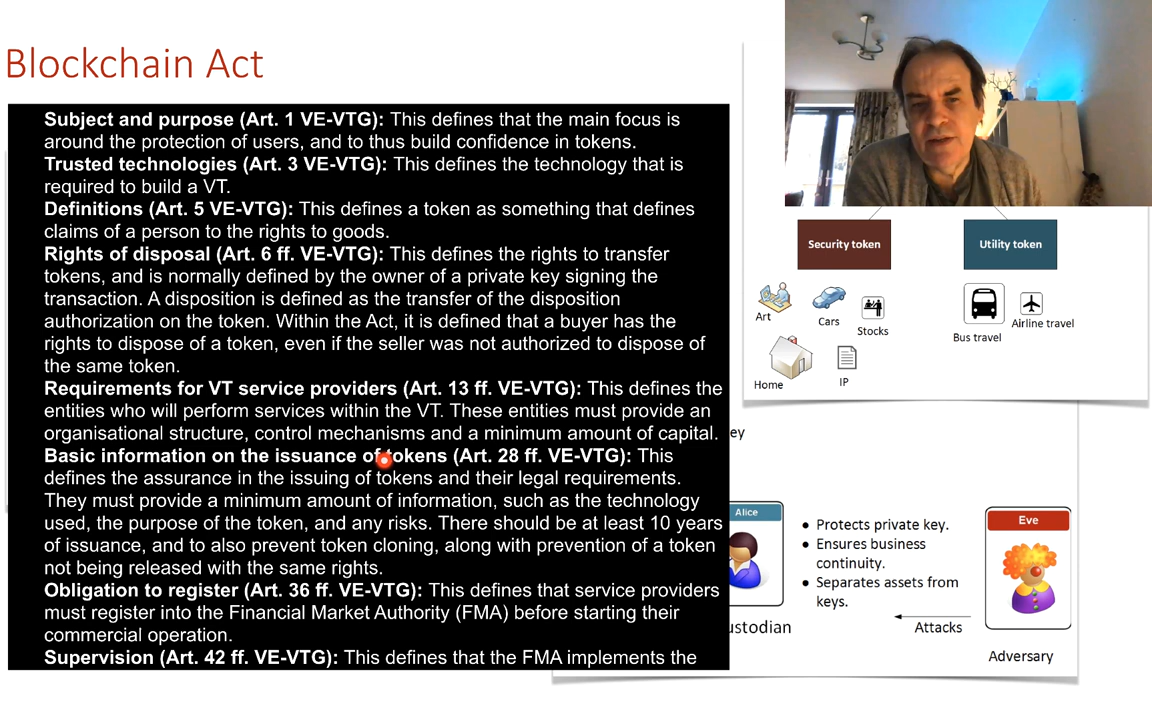 Blockchain Act
Subject and purpose (Art. 1 VE-VTG): This defines that the main focus is
around the protection of users, and to thus build confidence in tokens.
Trusted technologies (Art. 3 VE-VTG): This defines the technology that is
required to build a VT.
Definitions (Art. 5 VE-VTG): This defines a token as something that defines
claims of a person to the rights to goods.
Rights of disposal (Art. 6 ff. VE-VTG): This defines the rights to transfer
tokens, and is normally defined by the owner of a private key signing the
transaction. A disposition is defined as the transfer of the disposition
authorization on the token. Within the Act, it is defined that a buyer has the
rights to dispose of a token, even if the seller was not authorized to dispose of
the same token.
Requirements for VT service providers (Art. 13 ff. VE-VTG): This defines the
entities who will perform services within the VT. These entities must provide an
organisational structure, control mechanisms and a minimum amount of capital.
Basic information on the issuance of tokens (Art. 28 ff. VE-VTG): This
defines the assurance in the issuing of tokens and their legal requirements.
They must provide a minimum amount of information, such as the technology
used, the purpose of the token, and any risks. There should be at least 10 years
of issuance, and to also prevent token cloning, along with prevention of a token
not being released with the same rights.
Obligation to register (Art. 36 ff. VE-VTG): This defines that service providers
must register into the Financial Market Authority (FMA) before starting their
commercial operation.
Supervision (Art. 42 ff. VE-VTG): This defines that the FMA implements the
Security token
Utility token
Art
Cars
Stocks
Home
IP
Bus travel
Airline travel
ey
Alice
• Protects private key.
• Ensures business
continuity.
• Separates assets from
keys.
ustodian
Attacks
Eve
Adversary